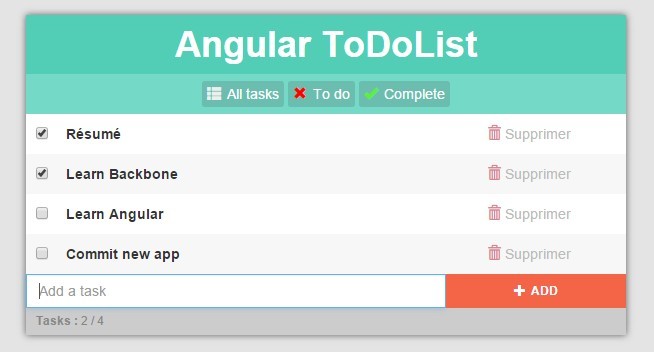 Angular ToDoList
All tasks To do Complete
Résumé Supprimer
Learn Backbone Supprimer
Learn Angular Supprimer
Commit new app Supprimer
Add a task ADD
Tasks : 2 / 4